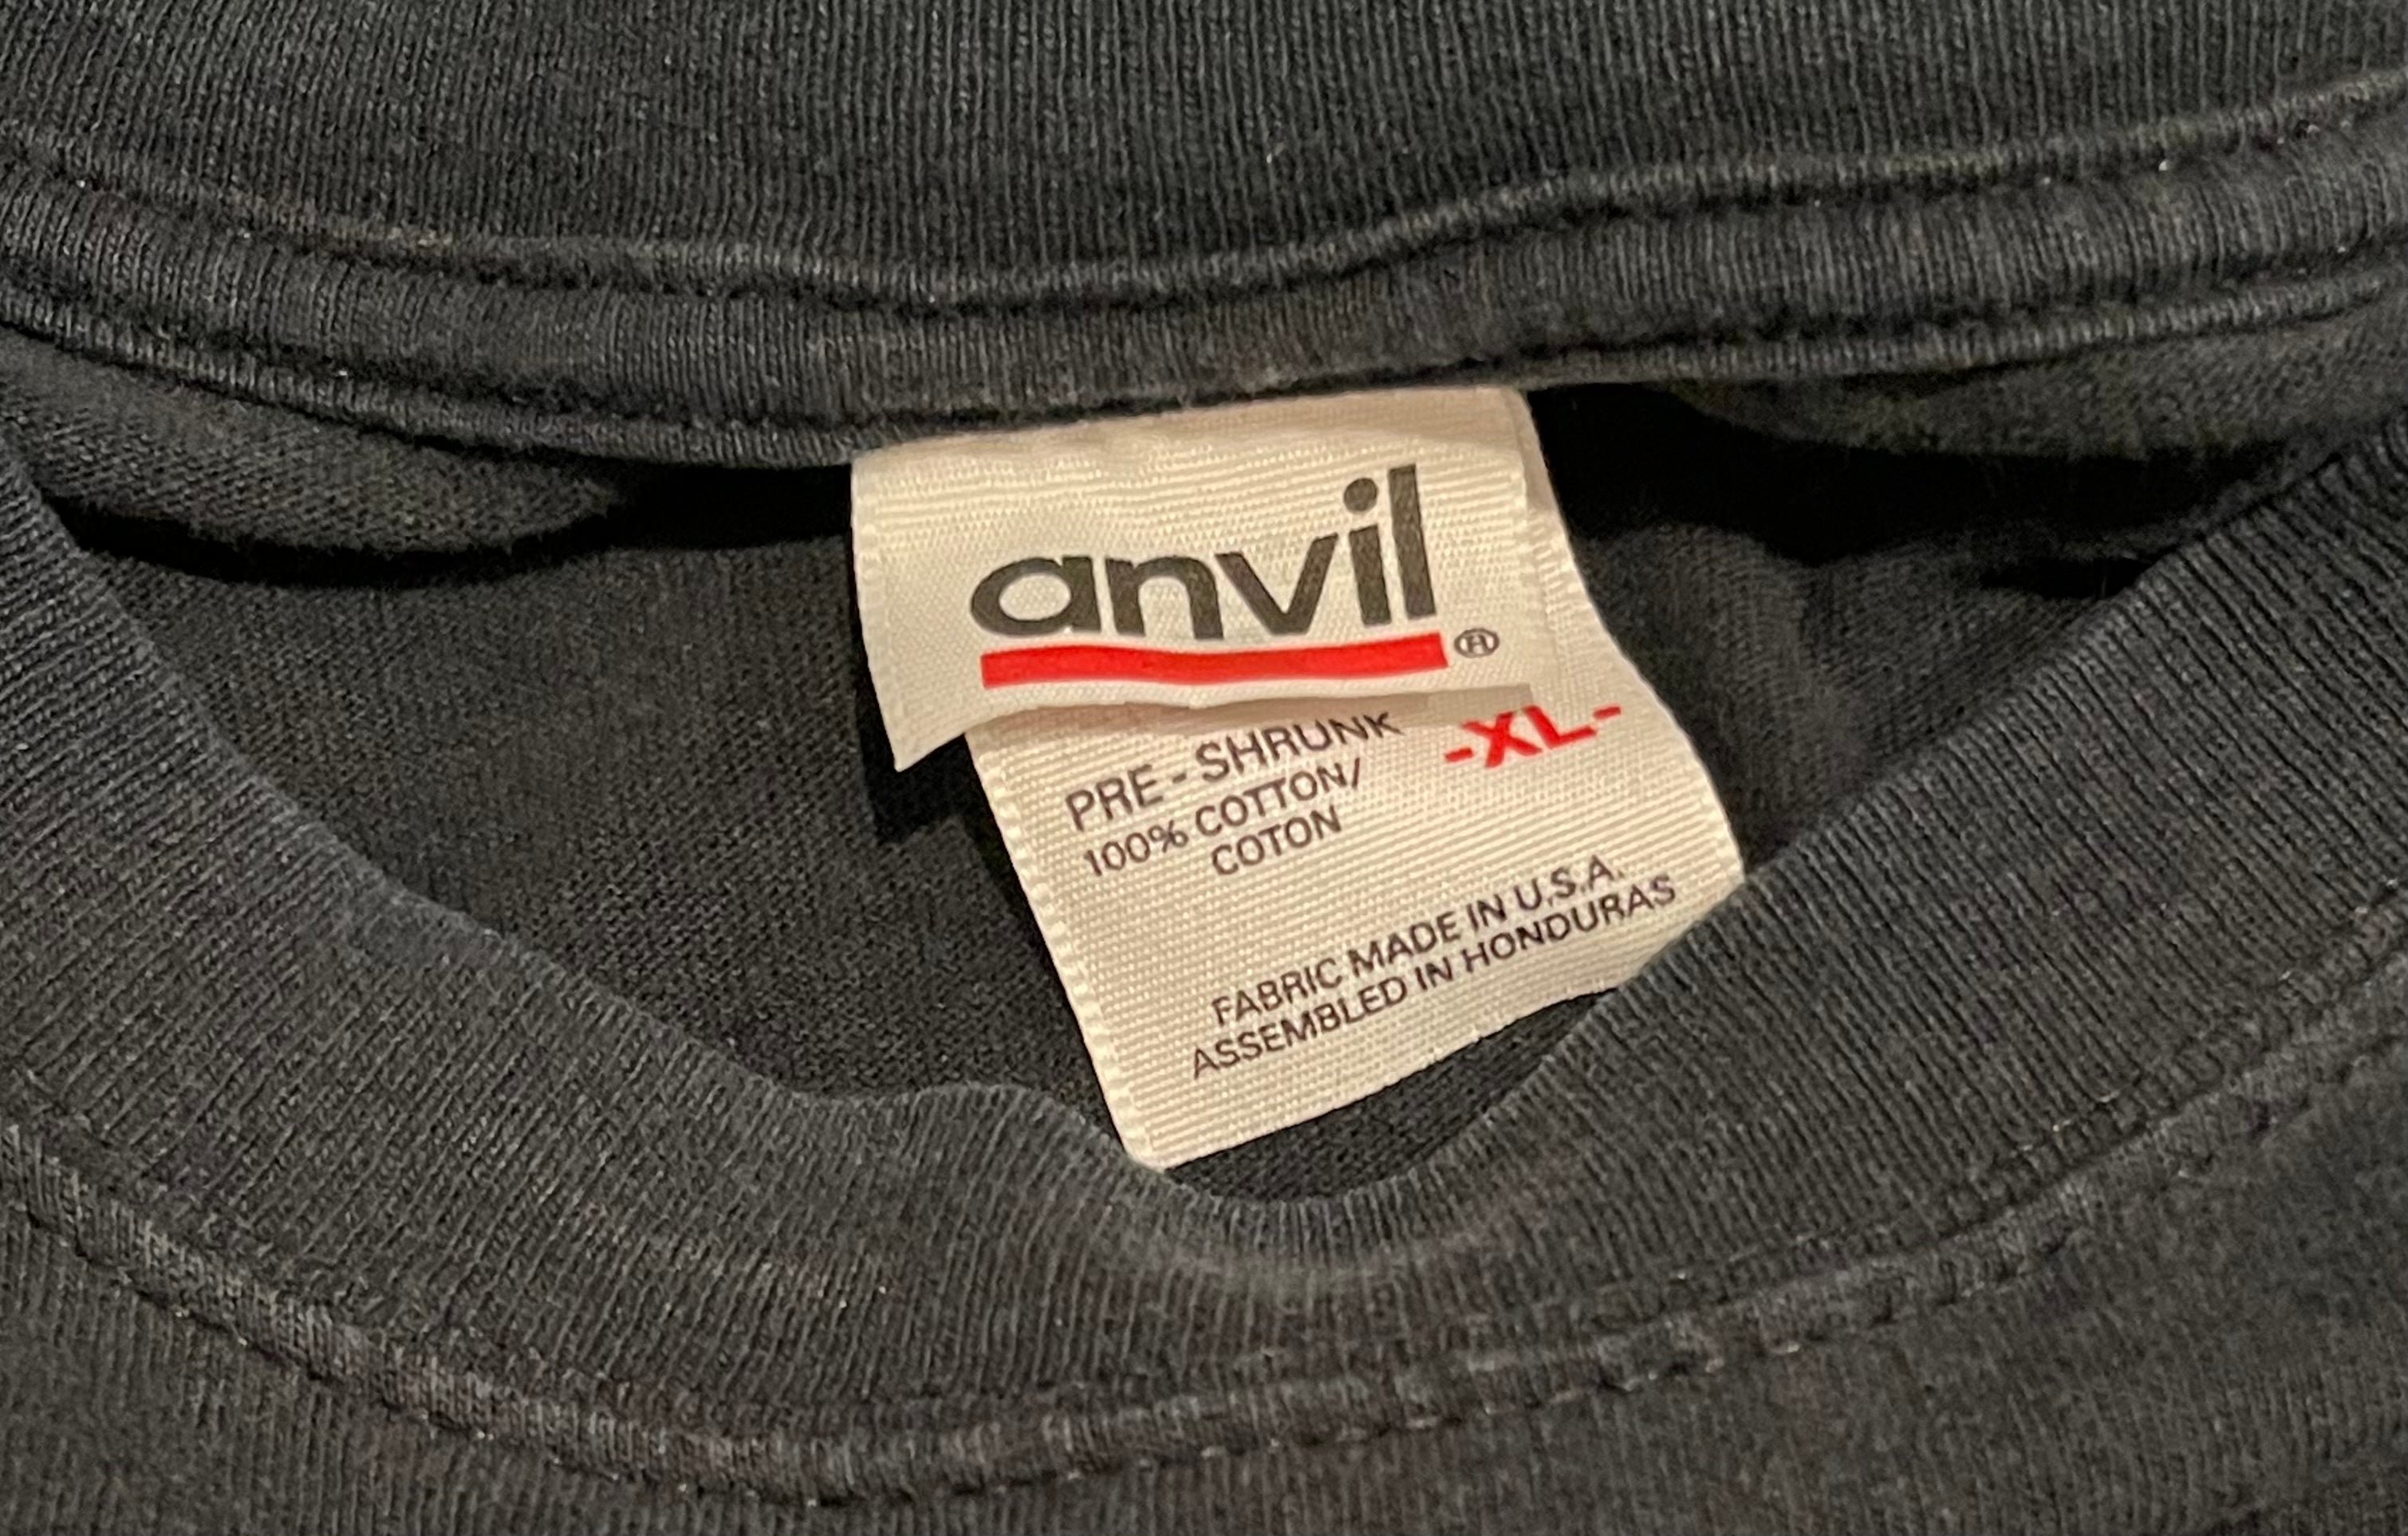 anvil®
PRE-SHRUNK -XL-
100% COTTON/
COTON
FABRIC MADE IN U.S.A.
ASSEMBLED IN HONDURAS